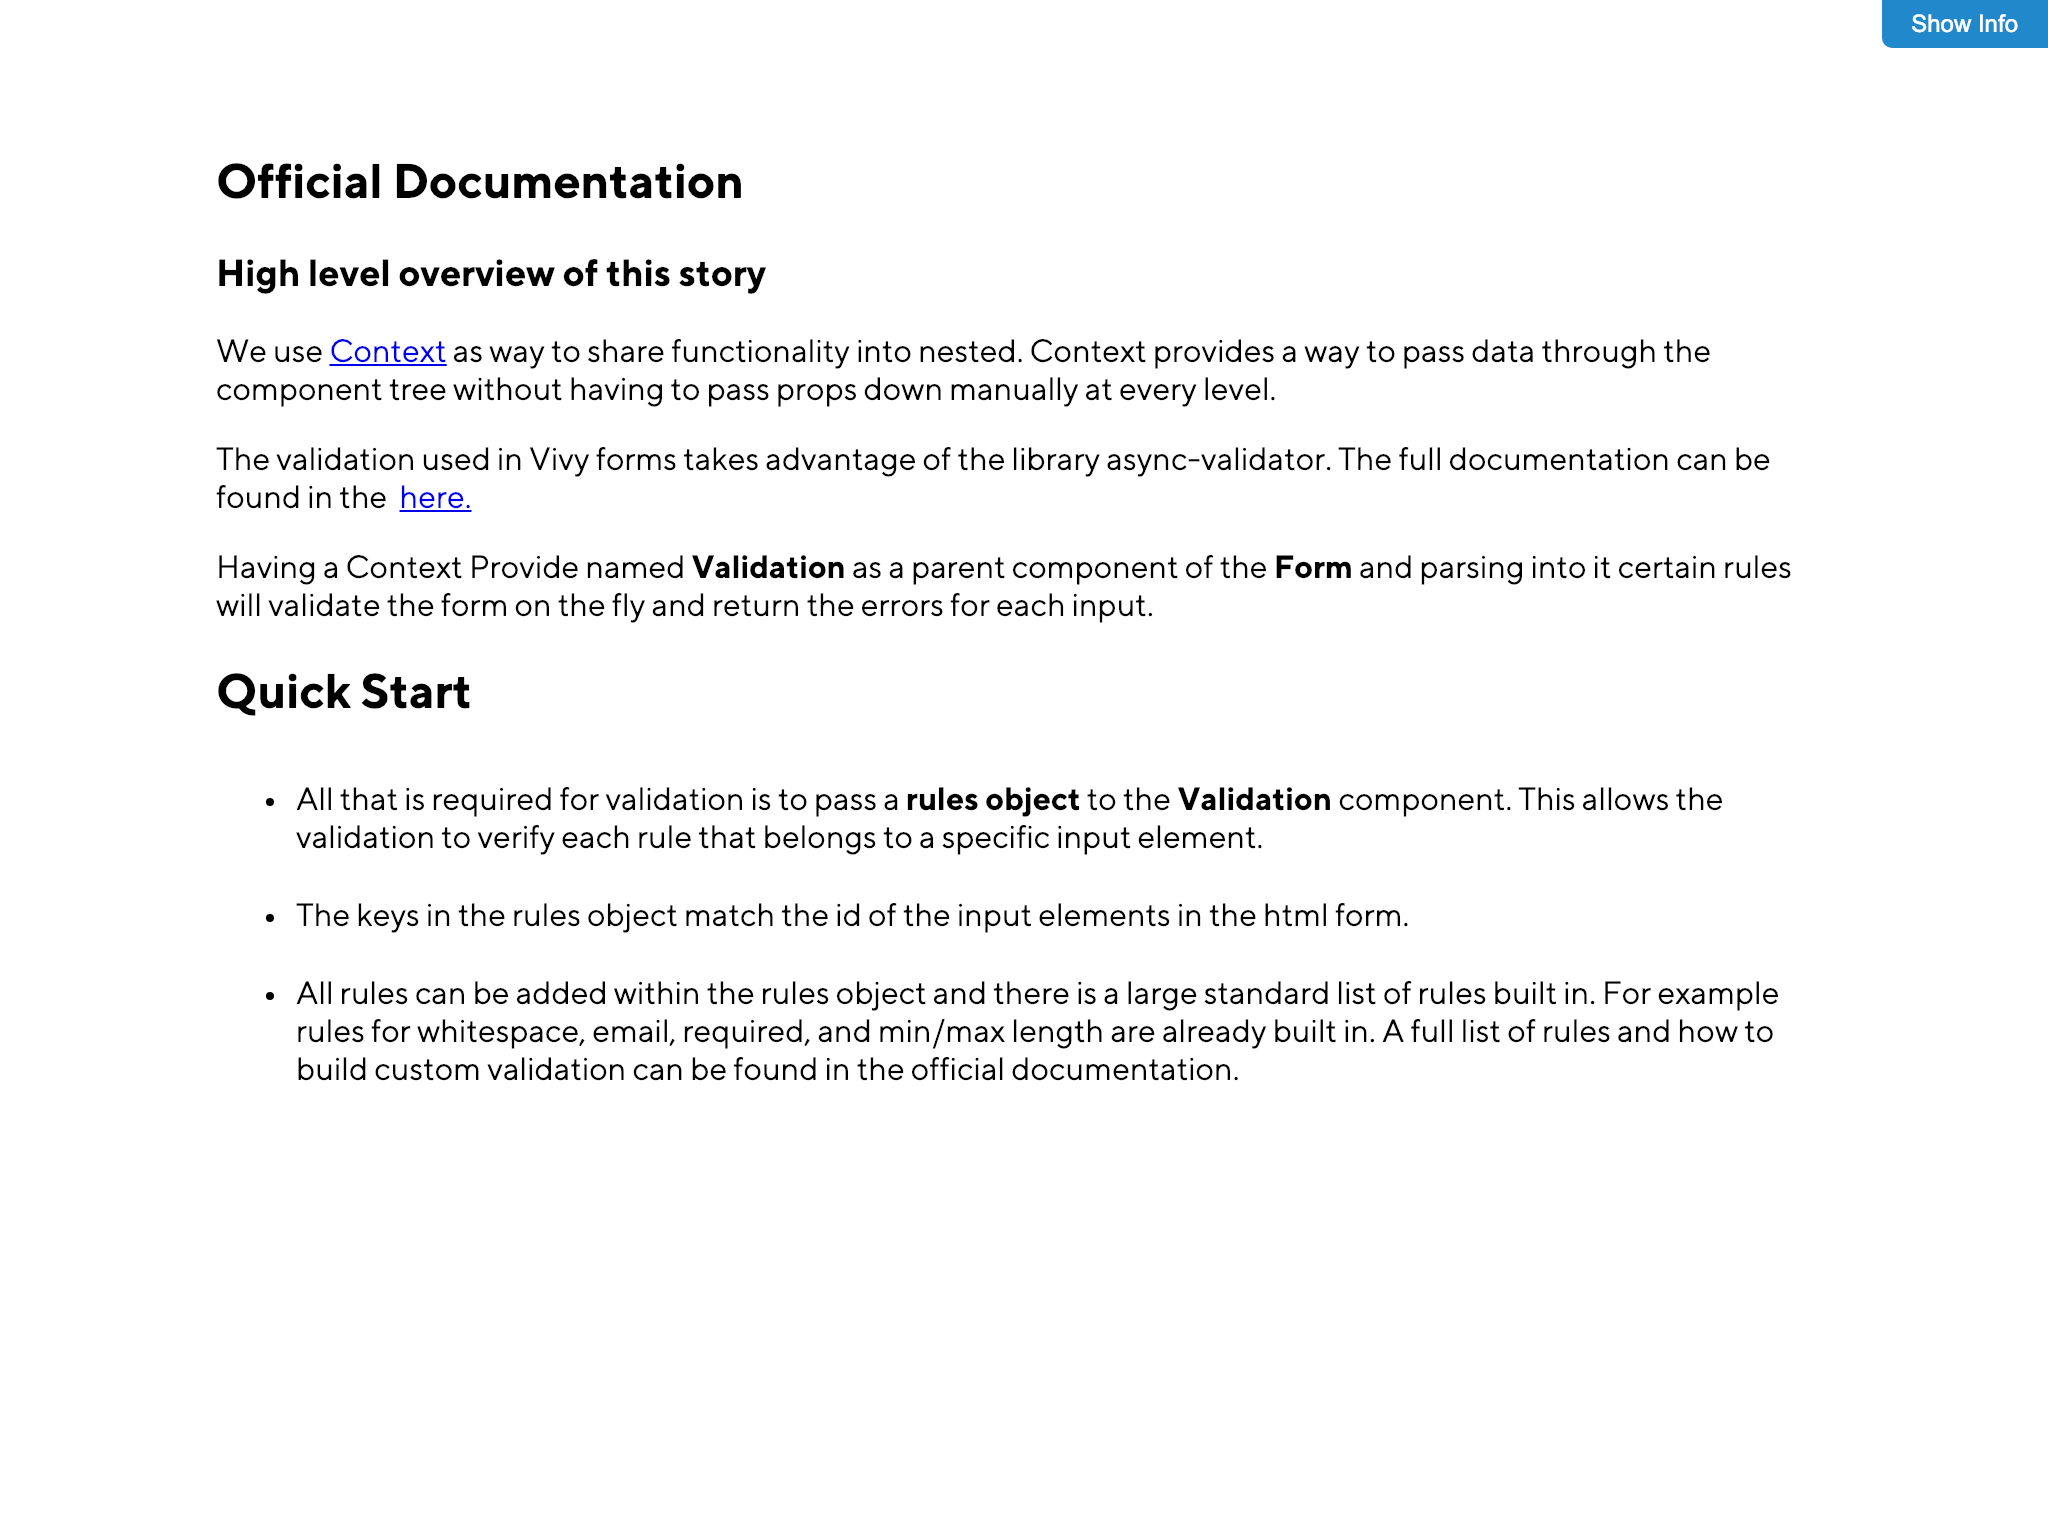 Show Info
Official Documentation
High level overview of this story
We use Context as way to share functionality into nested. Context provides a way to pass data through the
component tree without having to pass props down manually at every level.
The validation used in Vivy forms takes advantage of the library async-validator. The full documentation can be
found in the here.
Having a Context Provide named Validation as a parent component of the Form and parsing into it certain rules
will validate the form on the fly and return the errors for each input.
Quick Start
• All that is required for validation is to pass a rules object to the Validation component. This allows the
validation to verify each rule that belongs to a specific input element.
• The keys in the rules object match the id of the input elements in the html form.
• All rules can be added within the rules object and there is a large standard list of rules built in. For example
rules for whitespace, email, required, and min/max length are already built in. A full list of rules and how to
build custom validation can be found in the official documentation.